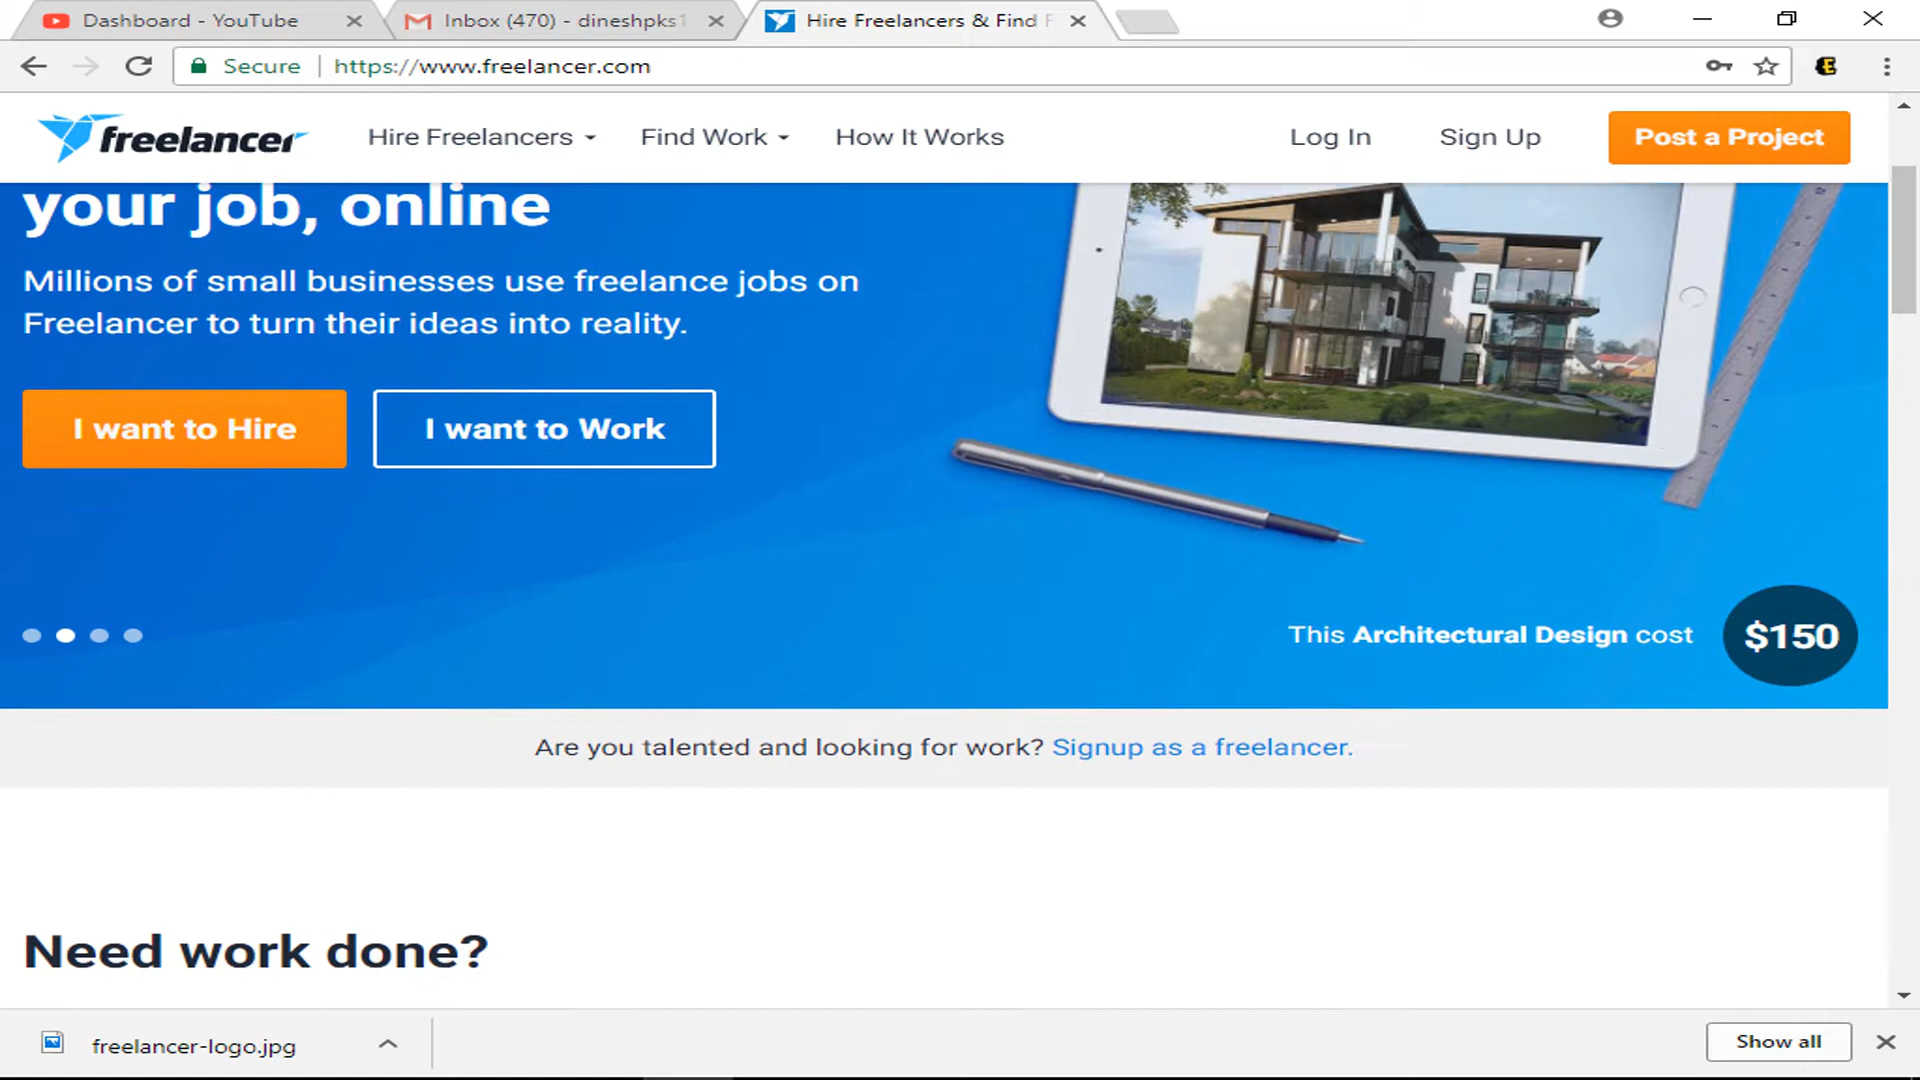 Dashboard - YouTube
Inbox (470) - dineshpks1
Hire Freelancers & Find F
Secure
https://www.freelancer.com
freelancer
Hire Freelancers
Find Work
How It Works
Log In
Sign Up
Post a Project
your job, online
Millions of small businesses use freelance jobs on
Freelancer to turn their ideas into reality.
I want to Hire
I want to Work
This Architectural Design cost
$150
Are you talented and looking for work? Signup as a freelancer.
Need work done?
freelancer-logo.jpg
Show all